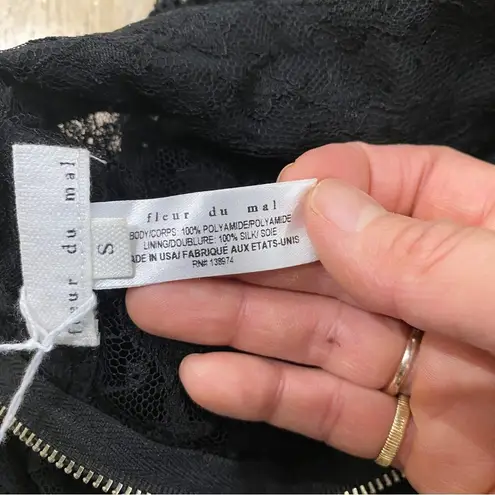 fleur du mal
S
fleur du mal
BODY/CORPS: 100% POLYAMIDE/POLYAMIDE
LINING/DOUBLURE: 100% SILK/ SOIE
MADE IN USA/ FABRIQUE AUX ETATS-UNIS
RN# 138974